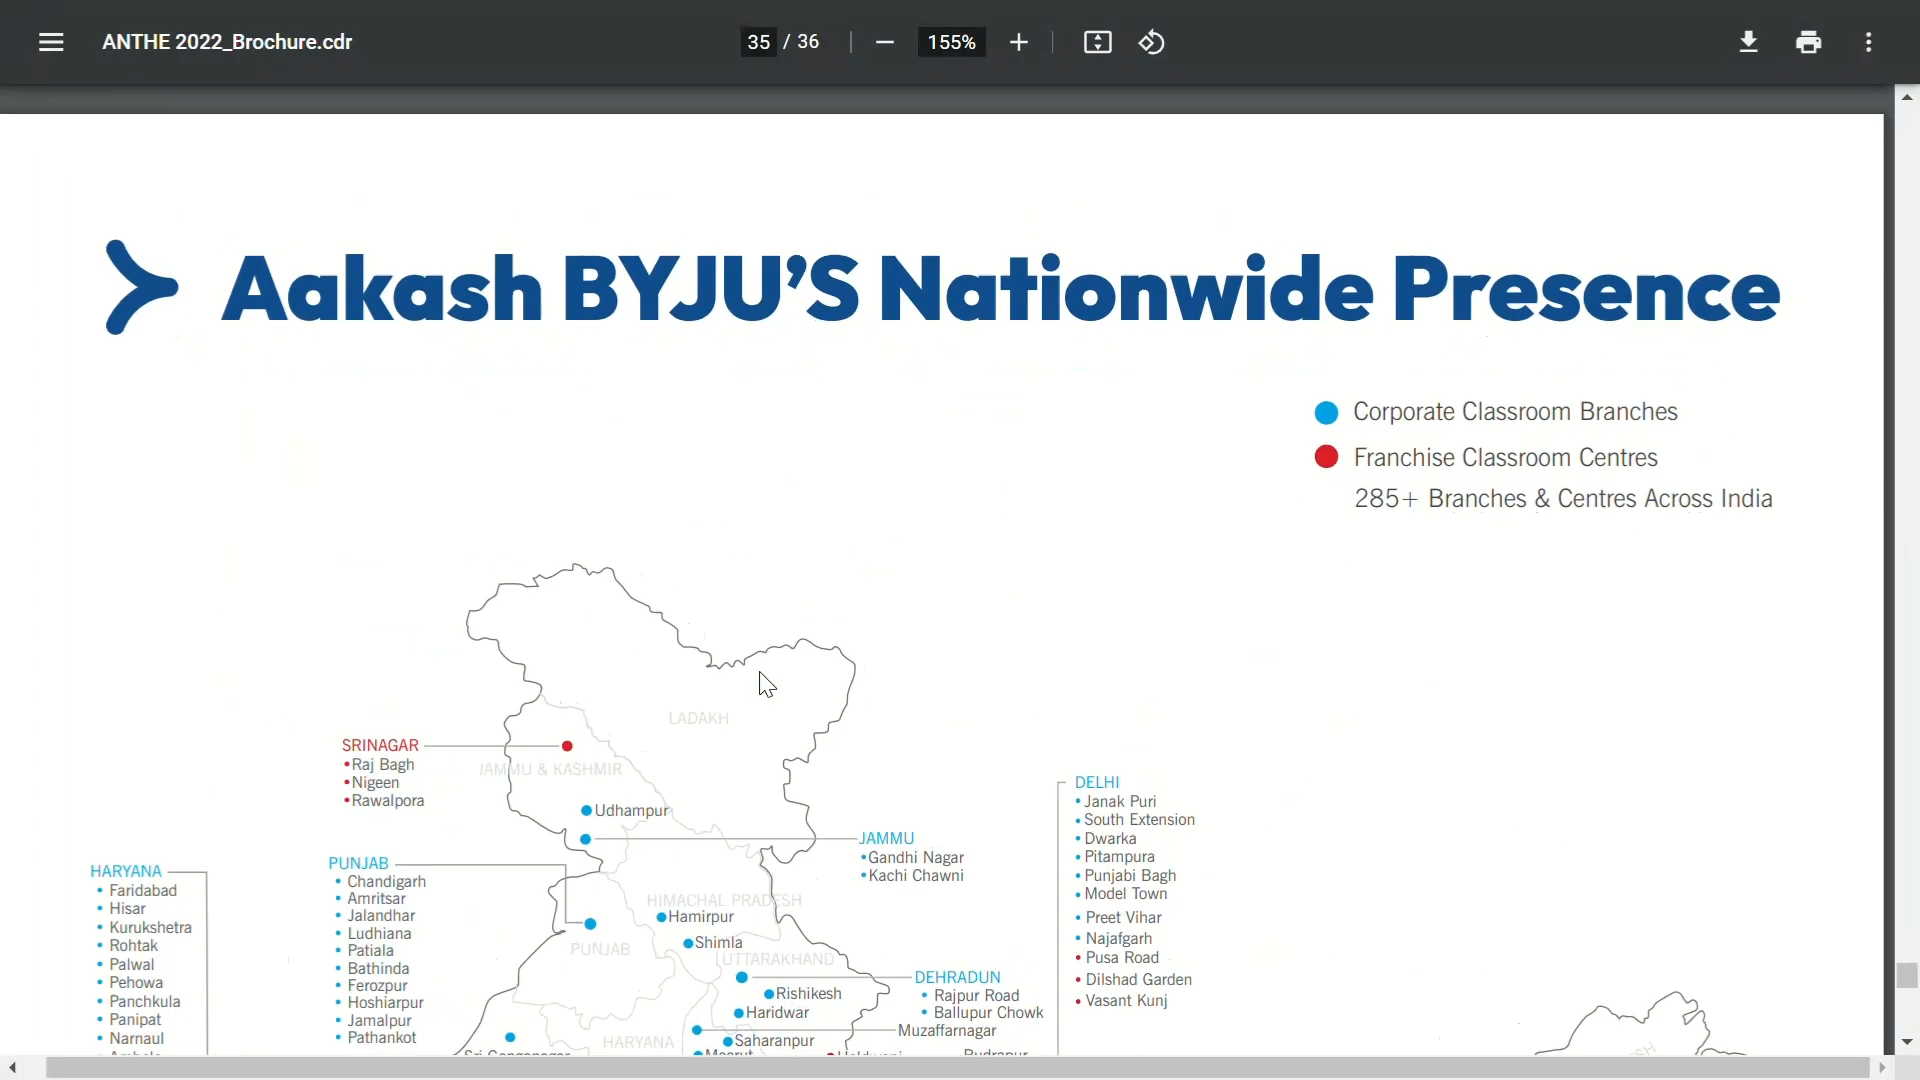 ANTHE 2022_Brochure.cdr
35 / 36
155%
Aakash BYJU'S Nationwide Presence
Corporate Classroom Branches
Franchise Classroom Centres
285+ Branches & Centres Across India
LADAKH
SRINAGAR
•Raj Bagh
•Nigeen
•Rawalpora
JAMMU & KASHMIR
Udhampur
JAMMU
•Gandhi Nagar
•Kachi Chawni
DELHI
• Janak Puri
• South Extension
• Dwarka
• Pitampura
• Punjabi Bagh
• Model Town
• Preet Vihar
• Najafgarh
• Pusa Road
• Dilshad Garden
• Vasant Kunj
HARYANA
• Faridabad
• Hisar
• Kurukshetra
• Rohtak
• Palwal
• Pehowa
• Panchkula
• Panipat
• Narnaul
PUNJAB
• Chandigarh
• Amritsar
• Jalandhar
• Ludhiana
• Patiala
• Bathinda
• Ferozpur
• Hoshiarpur
• Jamalpur
• Pathankot
HIMACHAL PRADESH
Hamirpur
Shimla
PUNJAB
UTTARAKHAND
DEHRADUN
• Rajpur Road
• Ballupur Chowk
Rishikesh
Haridwar
Muzaffarnagar
HARYANA
Saharanpur